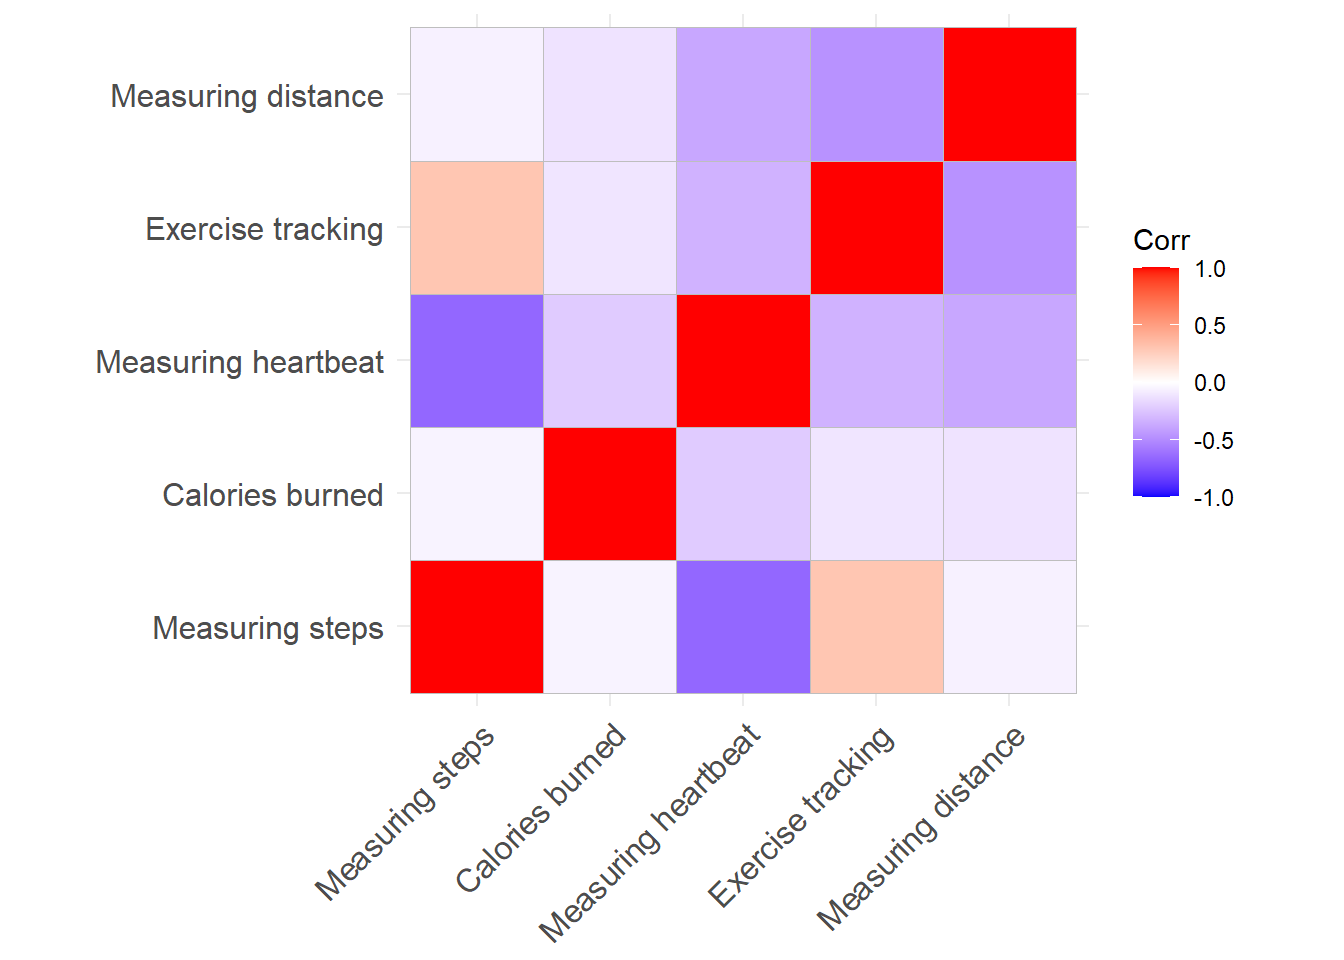 Measuring distance
Exercise tracking
Measuring heartbeat
Calories burned
Measuring steps
Measuring steps
Calories burned
Measuring heartbeat
Exercise tracking
Measuring distance
Corr
1.0
0.5
0.0
-0.5
-1.0